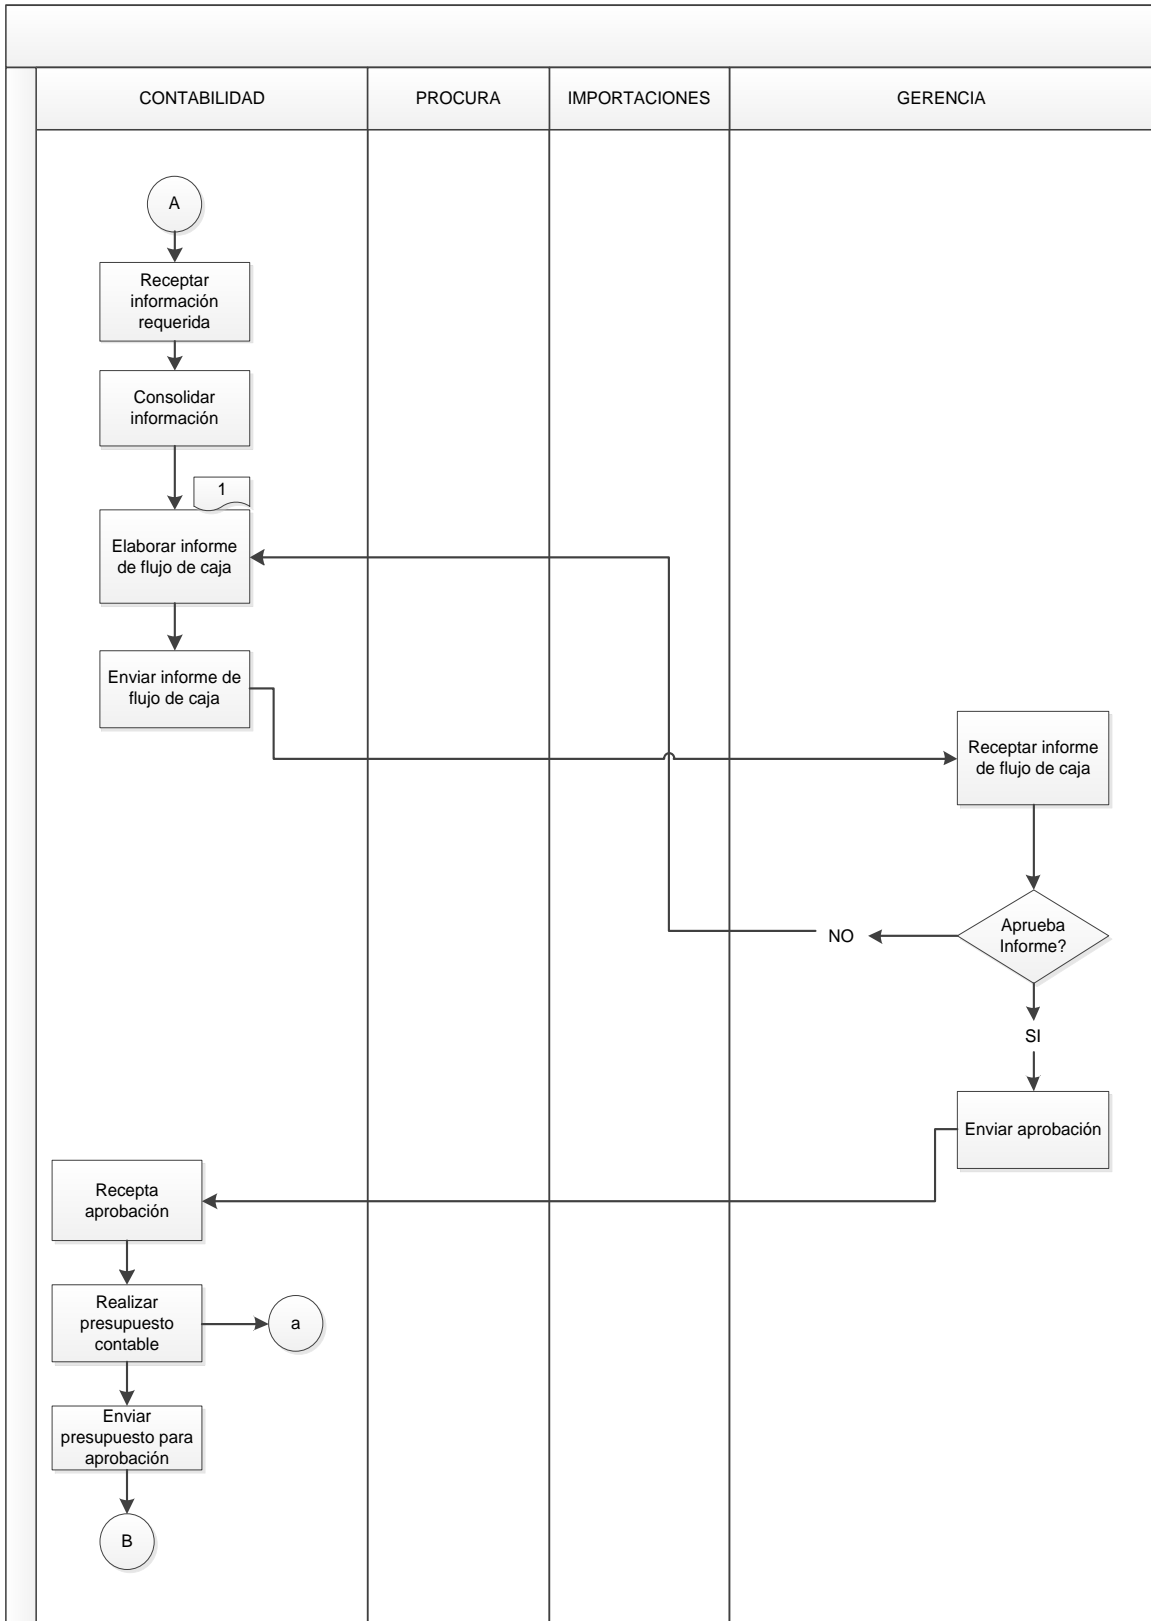 CONTABILIDAD
PROCURA
IMPORTACIONES
GERENCIA
A
Receptar
información
requerida
Consolidar
información
1
Elaborar informe
de flujo de caja
Enviar informe de
flujo de caja
Receptar informe
de flujo de caja
Aprueba
Informe?
NO
SI
Enviar aprobación
Recepta
aprobación
Realizar
presupuesto
contable
a
Enviar
presupuesto para
aprobación
B